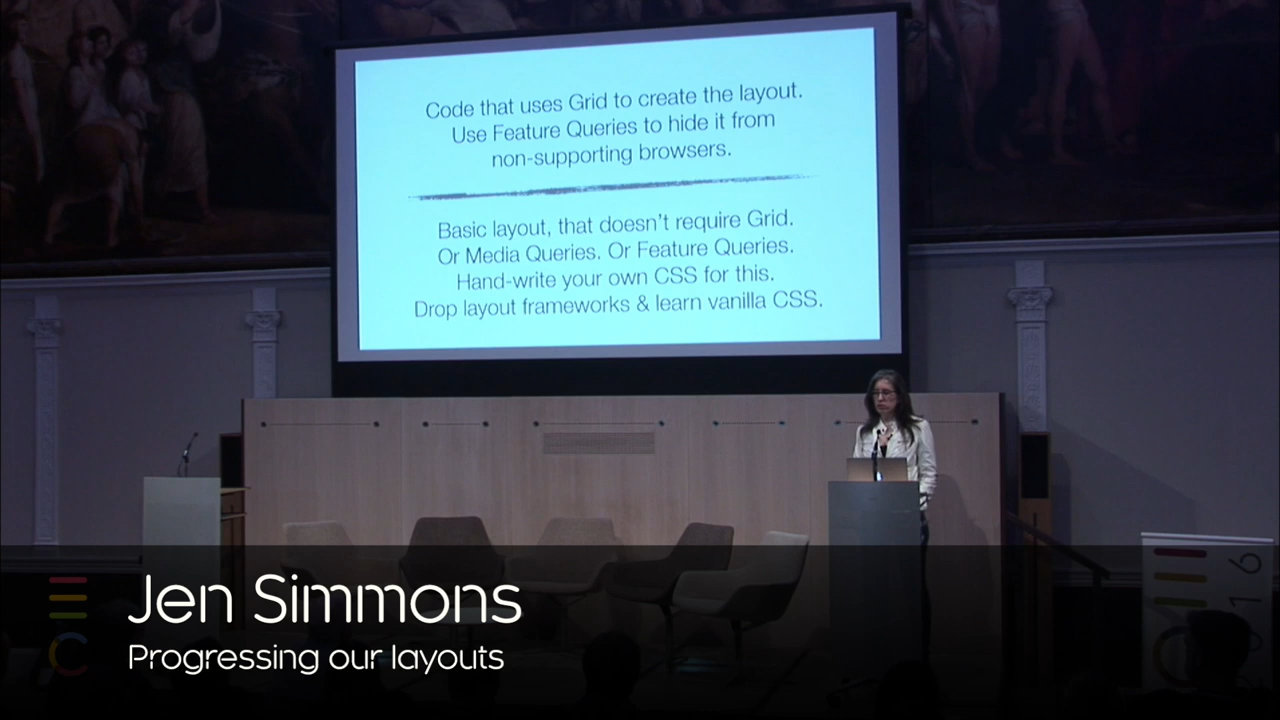 Code that uses Grid to create the layout.
Use Feature Queries to hide it from
non-supporting browsers.
Basic layout, that doesn't require Grid.
Or Media Queries. Or Feature Queries.
Hand-write your own CSS for this.
Drop layout frameworks & learn vanilla CSS.
Jen Simmons
Progressing our layouts
16